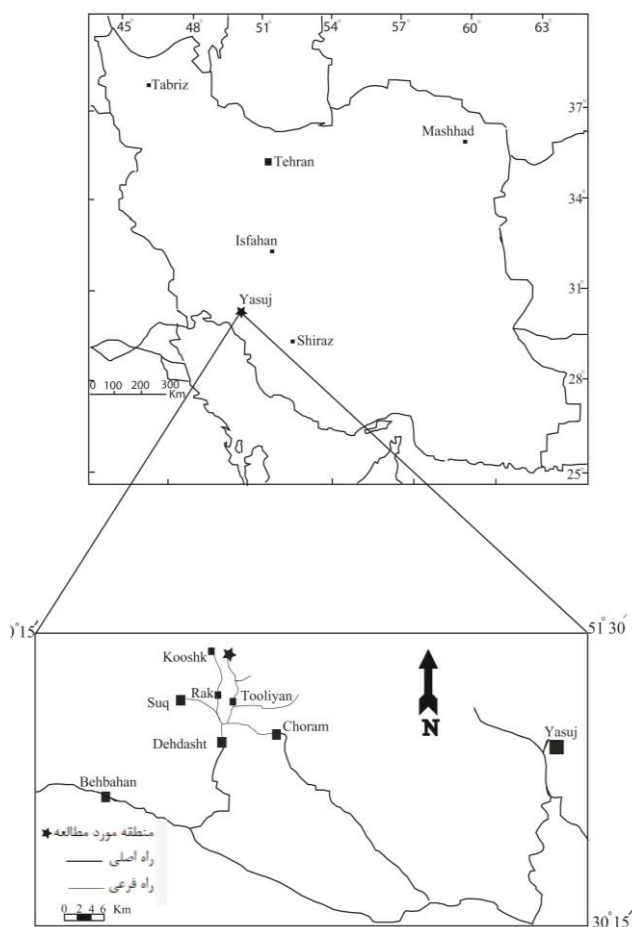 45 48 51 57 60 63
Tabriz
37
Mashhad
Tehran
34
Isfahan
31
Yasuj
Shiraz
0 100 200 300
Km
28
25
51 30
Kooshk
Rak
Tooliyan
Suq
Choram
Yasuj
N
Dehdasht
Behbahan
منطقه مورد مطالعه
راه اصلی
راه فرعی
0 2 4 6 Km
30 15